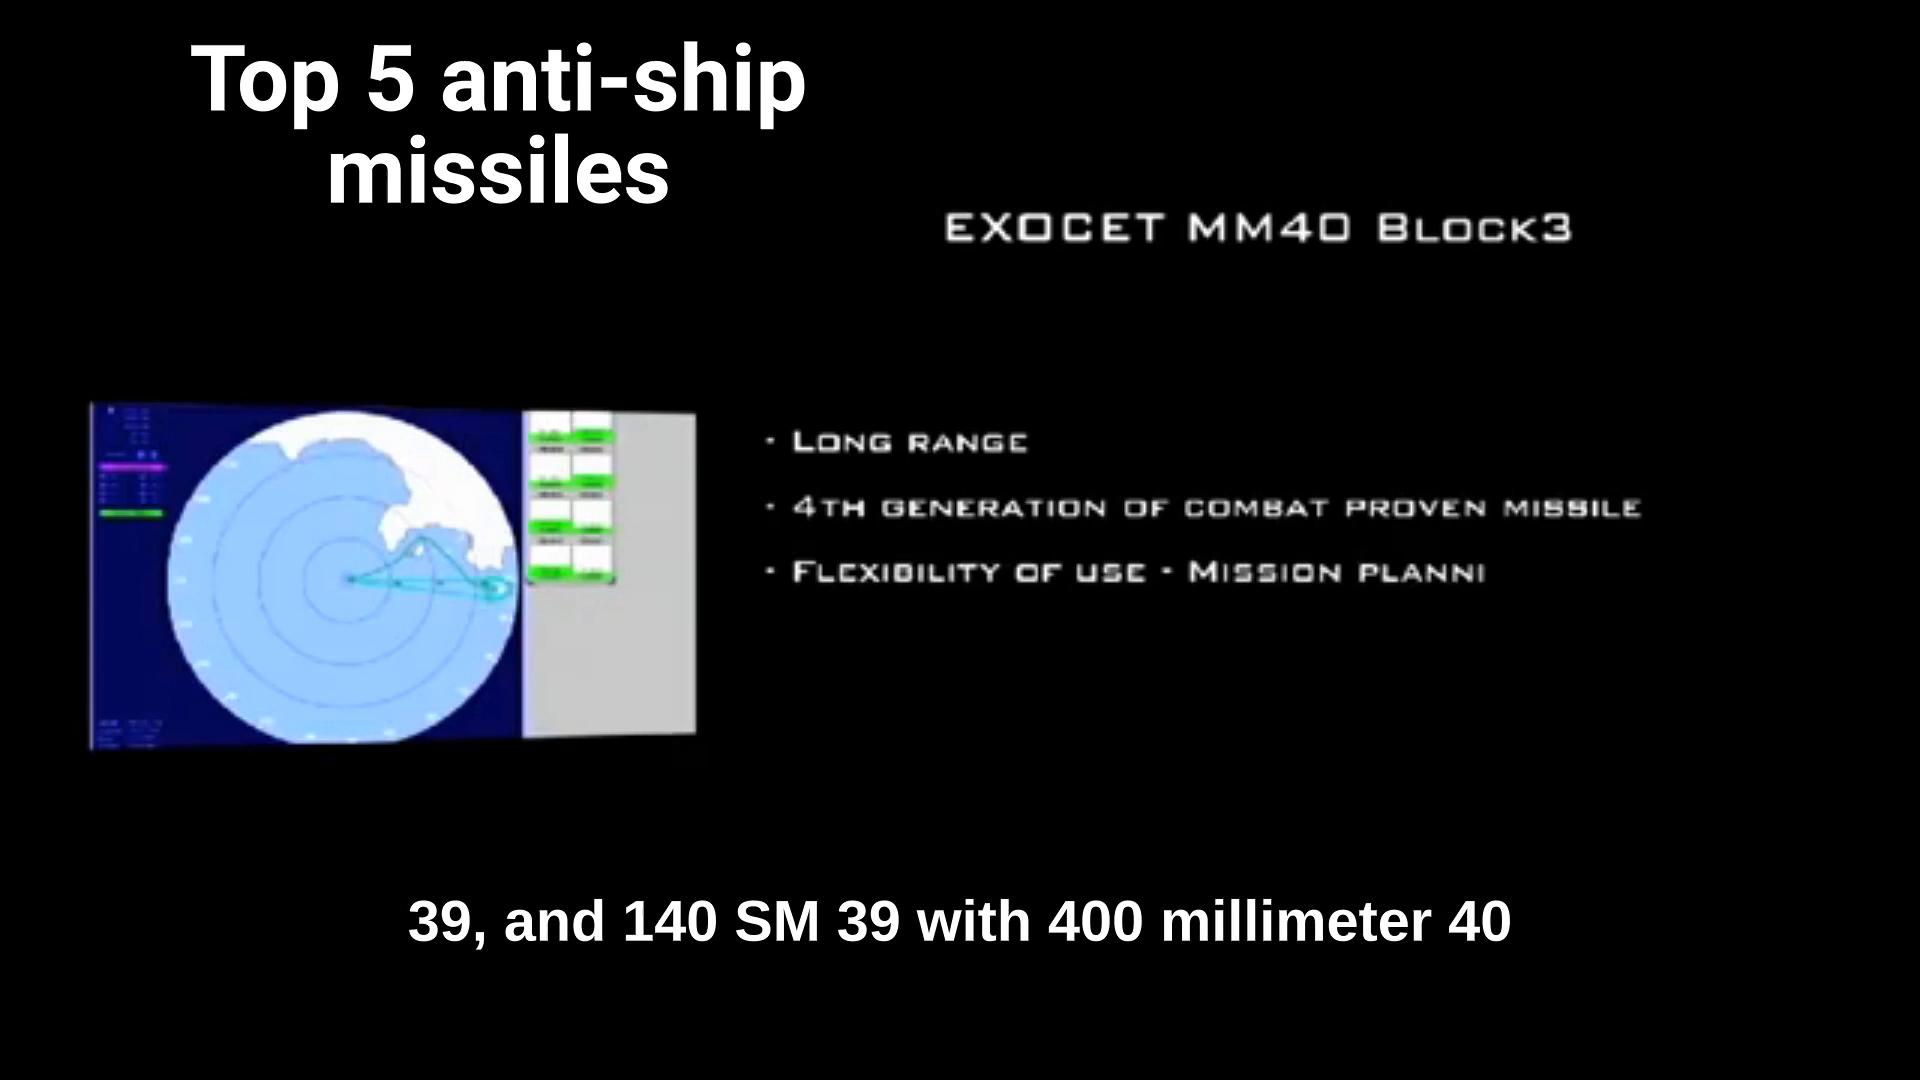 Top 5 anti-ship
missiles
EXOCET MM40 BLOCK3
· LONG RANGE
· 4TH GENERATION OF COMBAT PROVEN MISSILE
· FLEXIBILITY OF USE - MISSION PLANNI
39, and 140 SM 39 with 400 millimeter 40